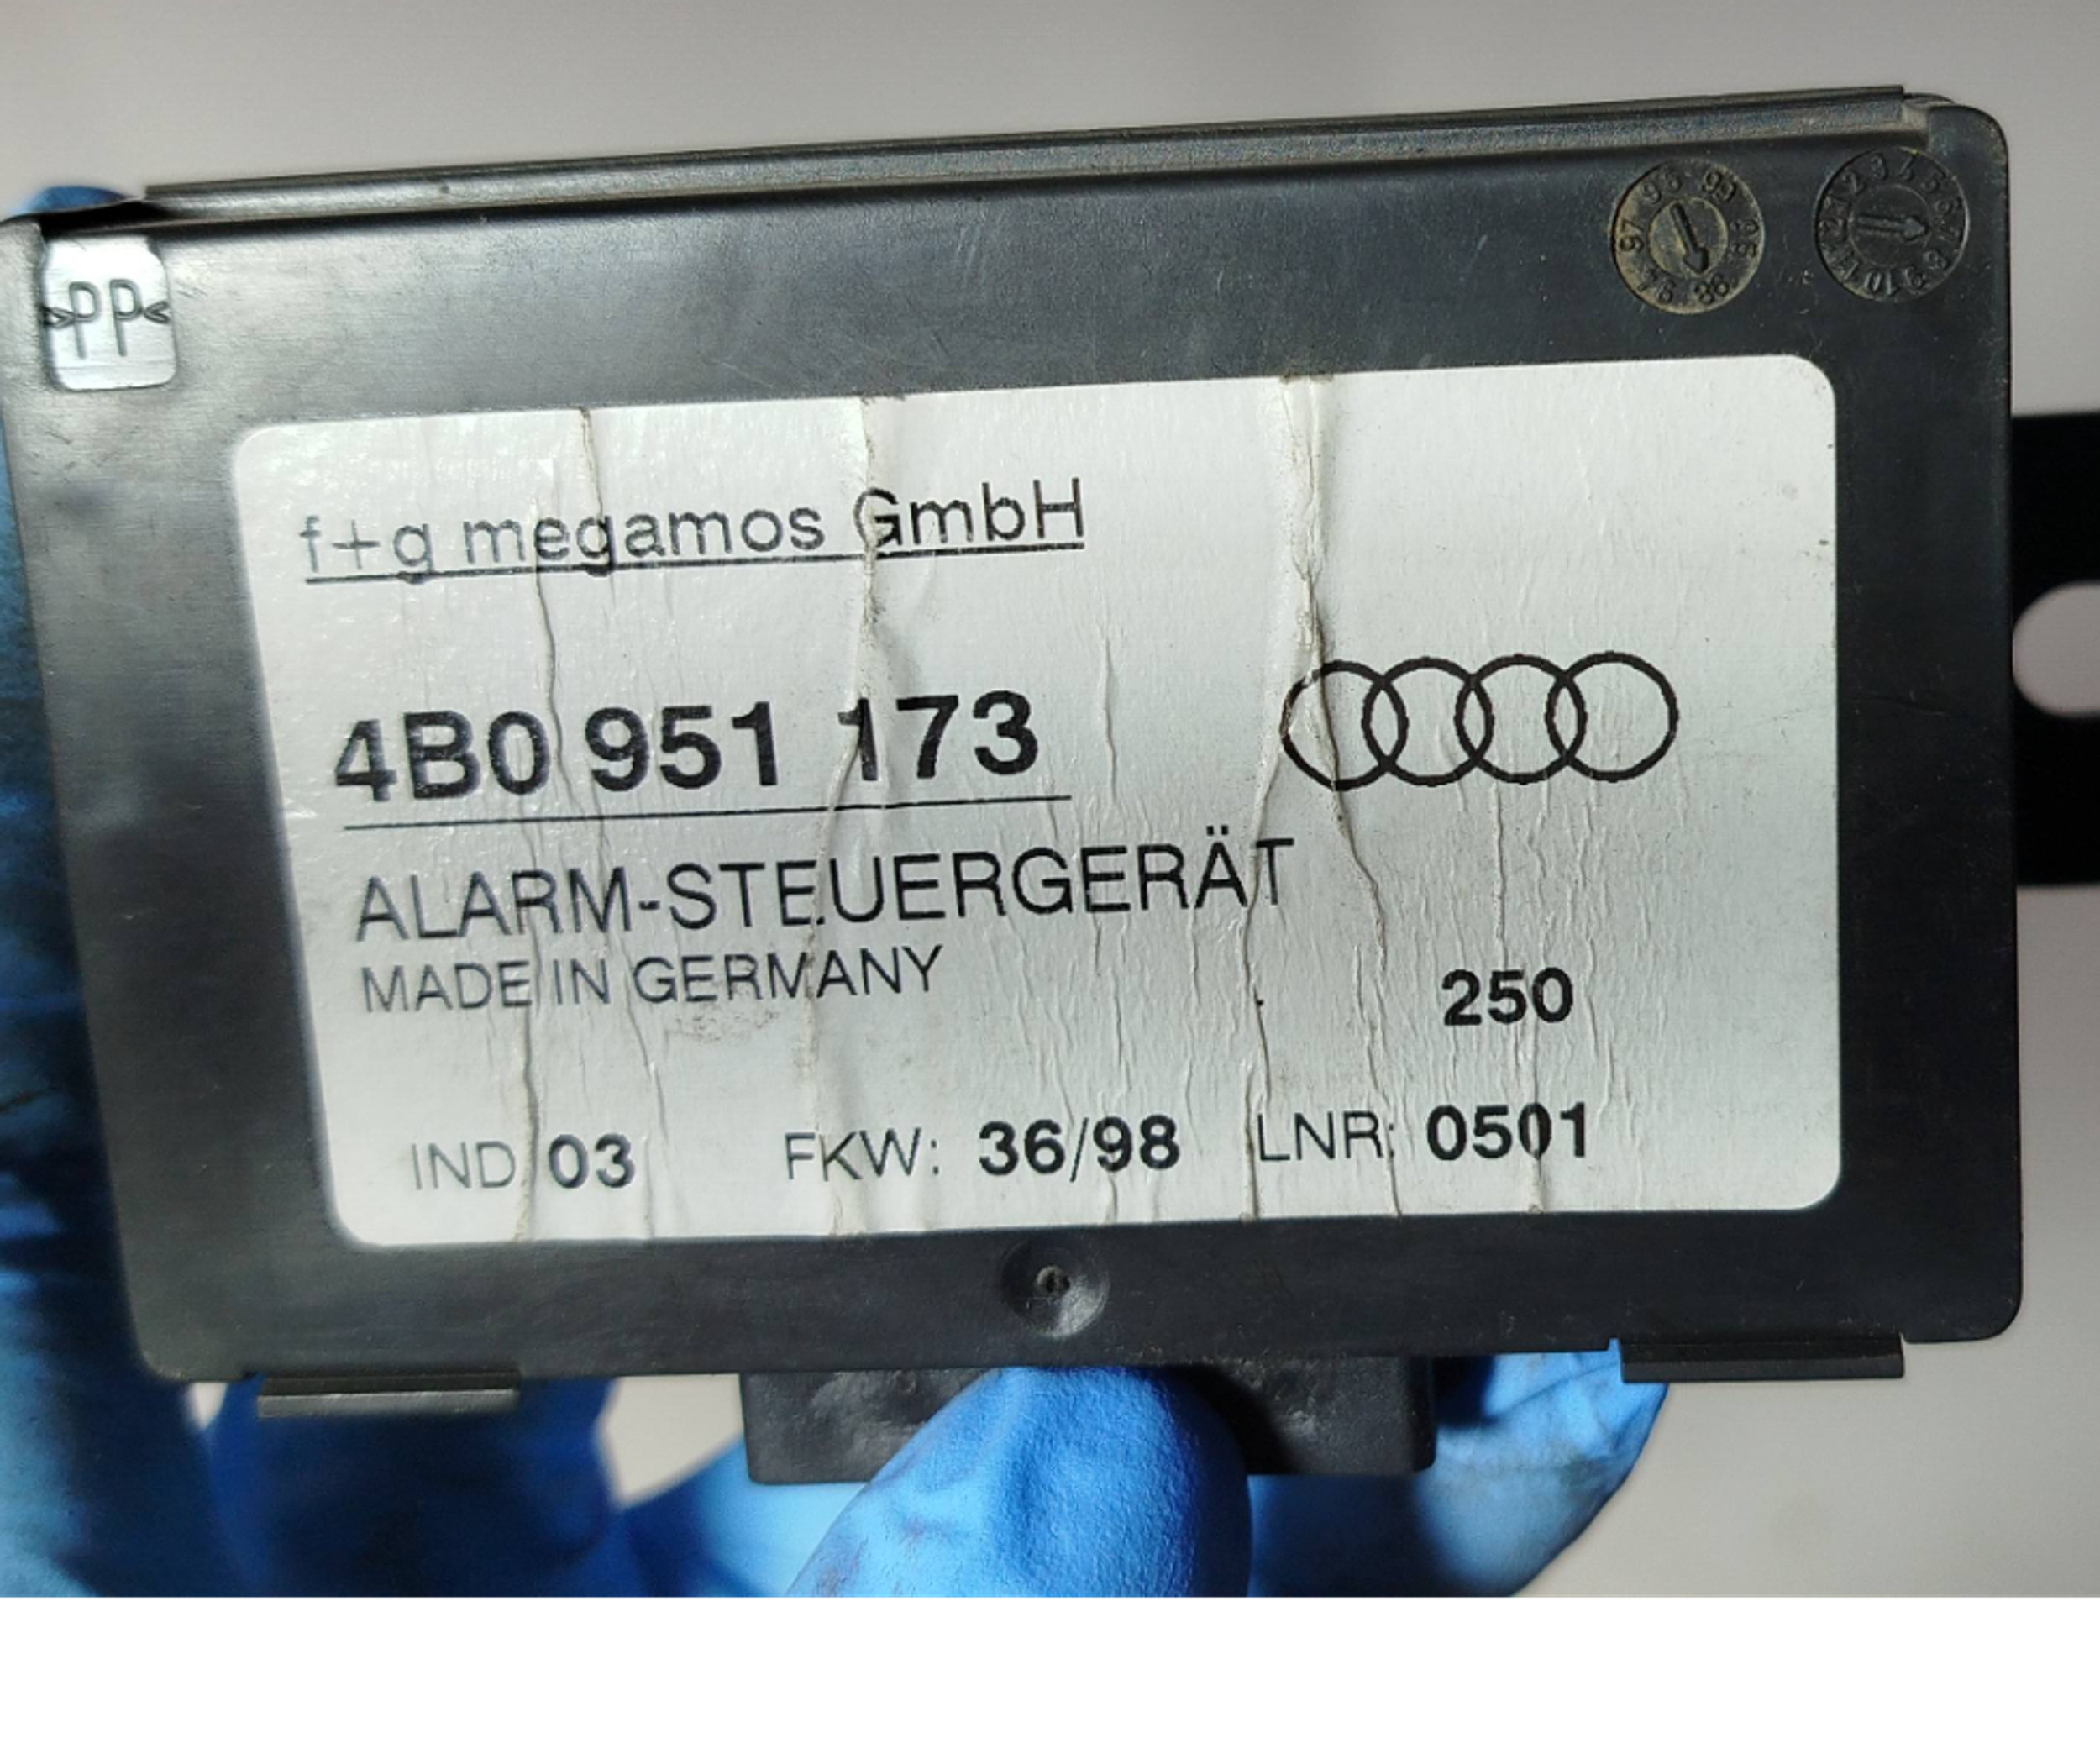 >PP<
f+g megamos GmbH
4B0 951 173
ALARM-STEUERGERÄT
MADE IN GERMANY
250
IND 03 FKW: 36/98 LNR: 0501